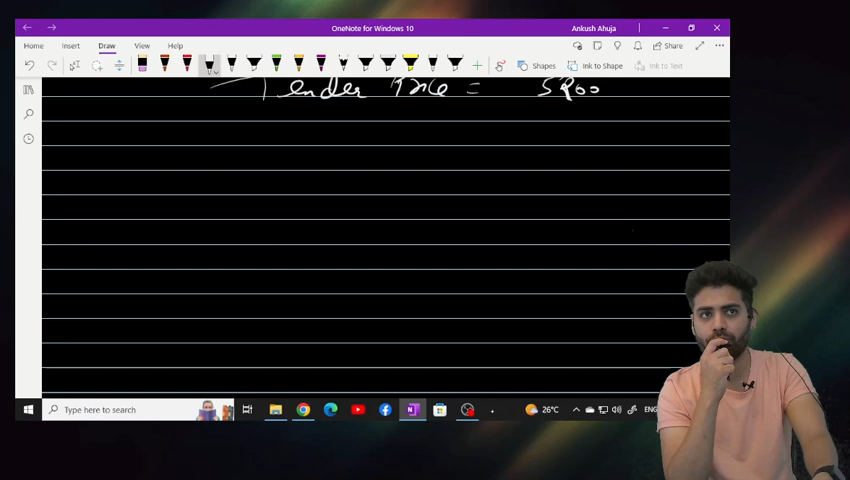 OneNote for Windows 10
Ankush Ahuja
Home Insert Draw View Help
Share
Shapes
Ink to Shape
Ink to Text
Tender Price =
Type here to search
26°C
ENG